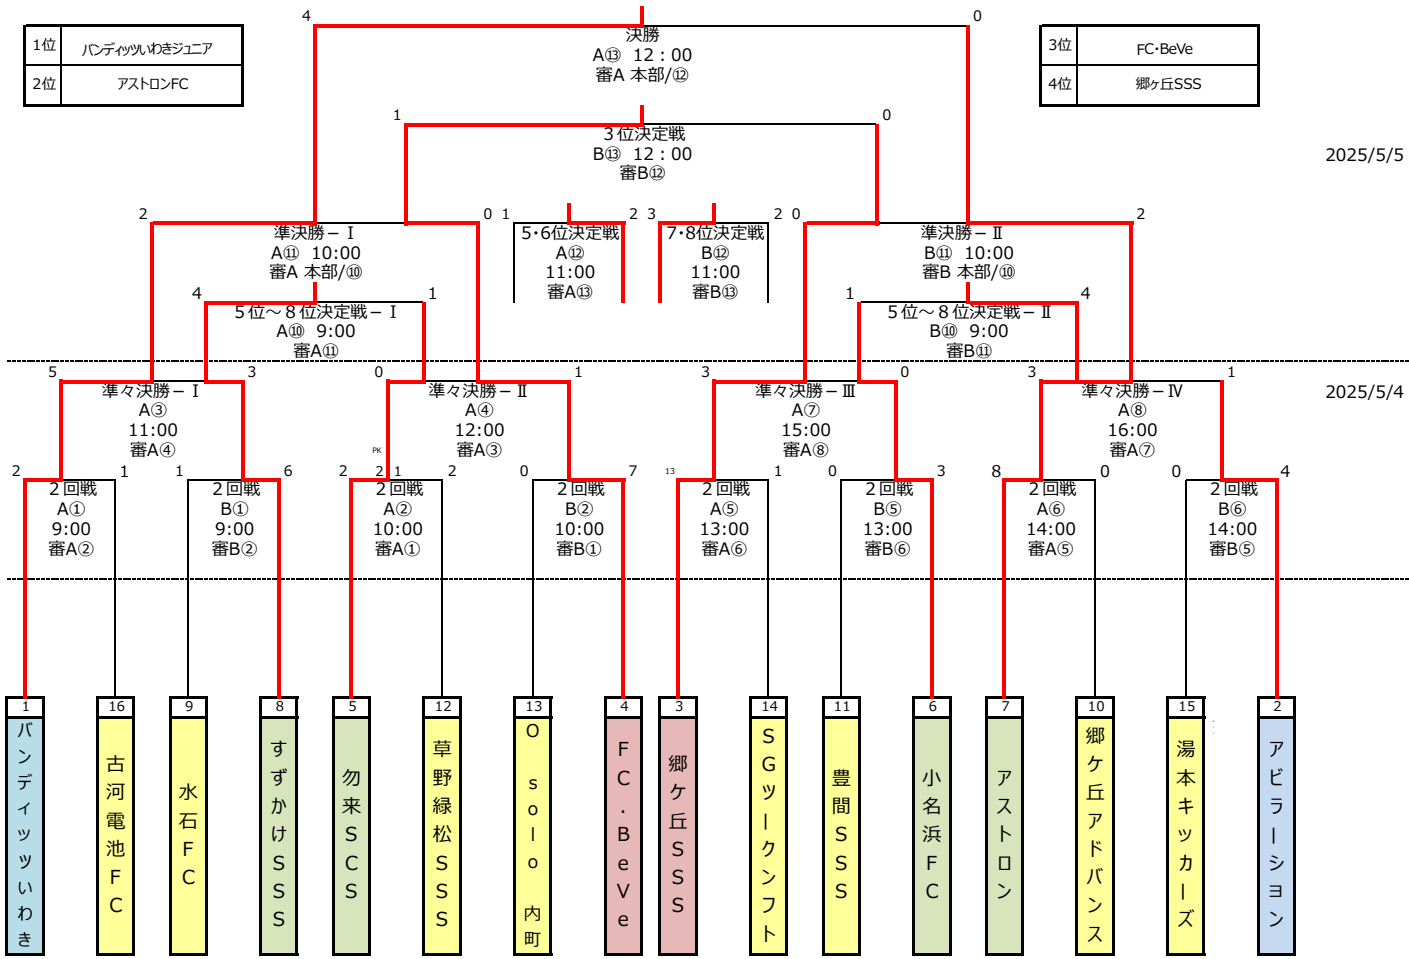 4
0
1位 バンディッツいわきジュニア
2位 アストロンFC
決勝
A⑬ 12：00
審A 本部/⑫
3位 FC・BeVe
4位 郷ヶ丘SSS
1
0
３位決定戦
B⑬ 12：00
審B⑫
2025/5/5
2
0
準決勝－Ⅰ
A⑪ 10:00
審A 本部/⑩
1
2
5・6位決定戦
A⑫
11:00
審A⑬
3
2
7・8位決定戦
B⑫
11:00
審B⑬
0
2
準決勝－Ⅱ
B⑪ 10:00
審B 本部/⑩
4
1
５位～８位決定戦－Ⅰ
A⑩ 9:00
審A⑪
1
4
５位～８位決定戦－Ⅱ
B⑩ 9:00
審B⑪
5
3
準々決勝－Ⅰ
A③
11:00
審A④
0
1
準々決勝－Ⅱ
A④
12:00
審A③
3
0
準々決勝－Ⅲ
A⑦
15:00
審A⑧
3
1
準々決勝－Ⅳ
A⑧
16:00
審A⑦
2025/5/4
2
1
２回戦
A①
9:00
審A②
1
6
２回戦
B①
9:00
審B②
PK
2
2 1
2
２回戦
A②
10:00
審A①
0
7
２回戦
B②
10:00
審B①
13
1
２回戦
A⑤
13:00
審A⑥
0
3
２回戦
B⑤
13:00
審B⑥
8
0
２回戦
A⑥
14:00
審A⑤
0
4
２回戦
B⑥
14:00
審B⑤
1
バンディッツいわき
16
古河電池ＦＣ
9
水石ＦＣ
8
すずかけＳＳＳ
5
勿来ＳＣＳ
12
草野緑松ＳＳＳ
13
Ｏ ｓｏｌｏ 内町
4
ＦＣ．ＢｅＶｅ
3
郷ケ丘ＳＳＳ
14
ＳＧツークンフト
11
豊間ＳＳＳ
6
小名浜ＦＣ
7
アストロン
10
郷ケ丘アドバンス
15
湯本キッカーズ
2
アビラーション